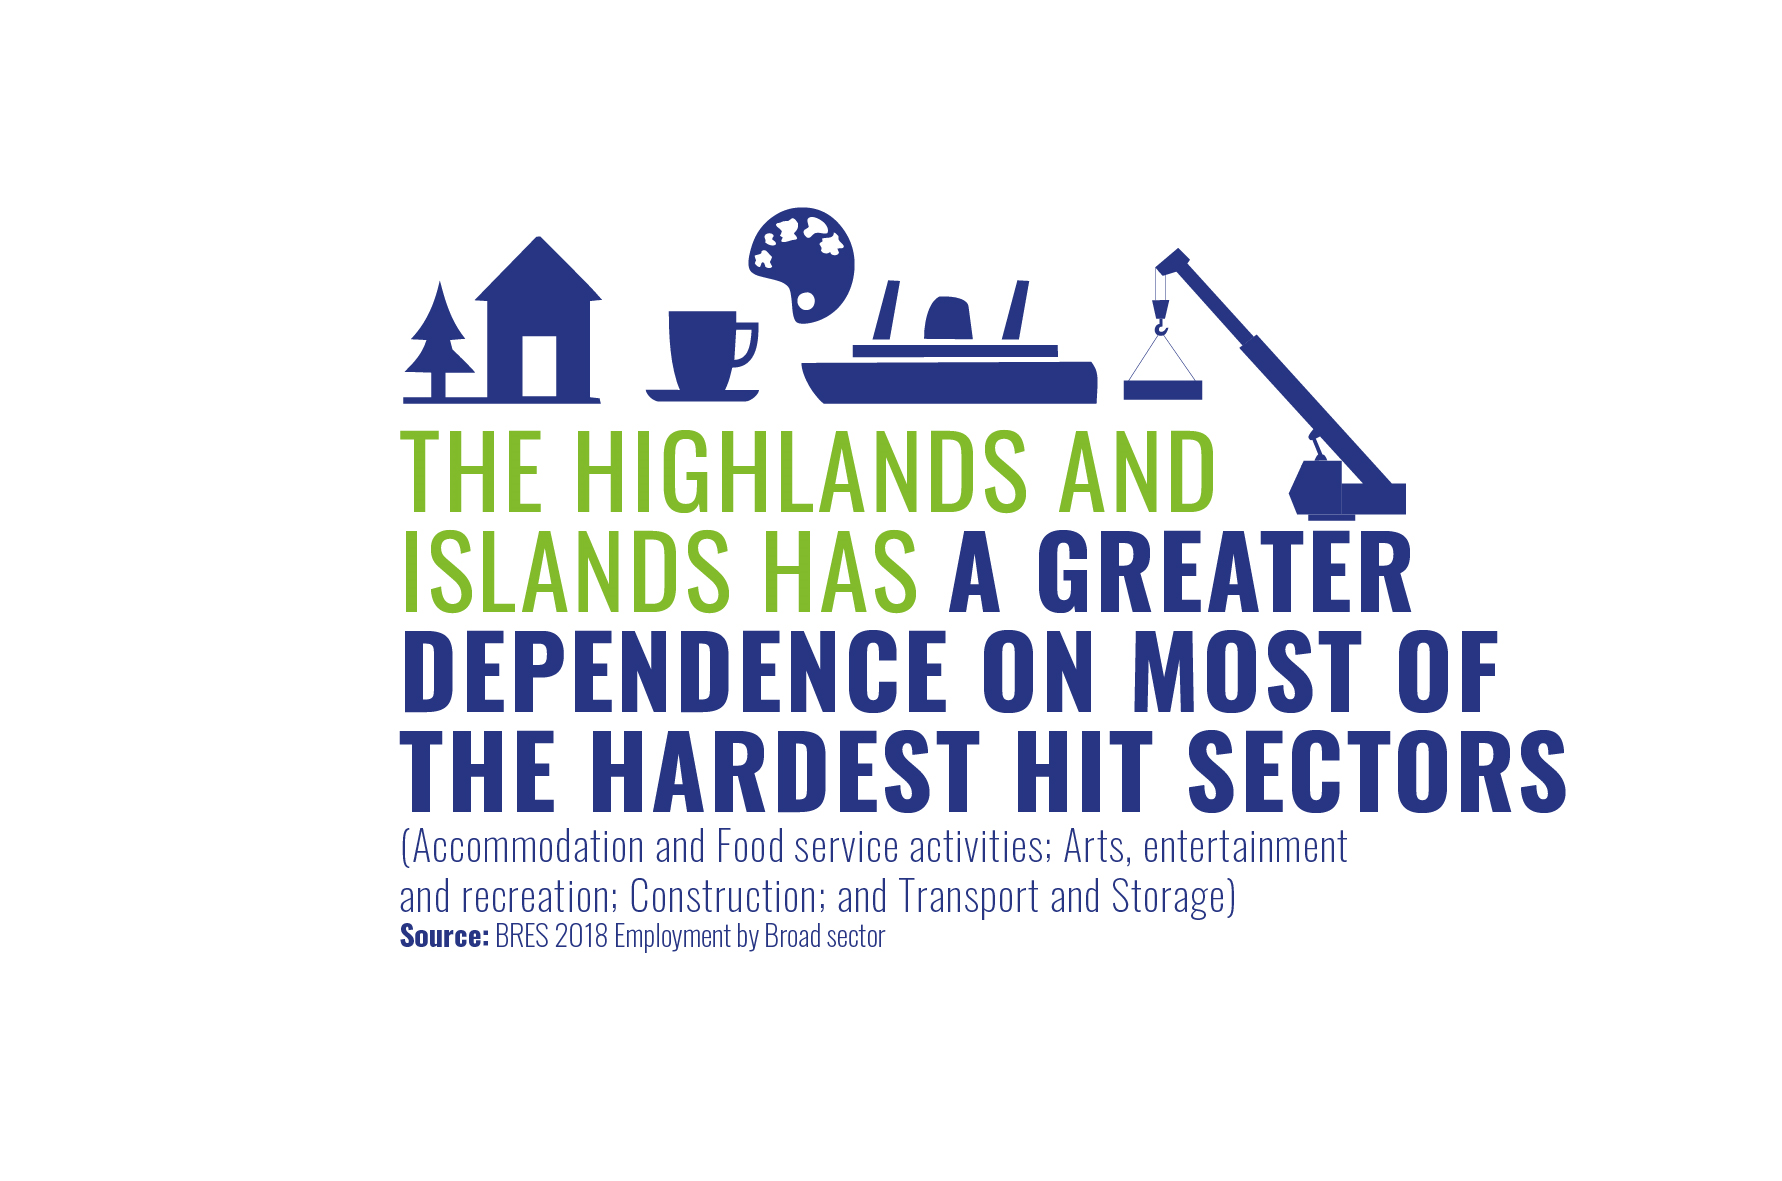 THE HIGHLANDS AND
ISLANDS HAS A GREATER
DEPENDENCE ON MOST OF
THE HARDEST HIT SECTORS
(Accommodation and Food service activities; Arts, entertainment
and recreation; Construction; and Transport and Storage)
Source: BRES 2018 Employment by Broad sector